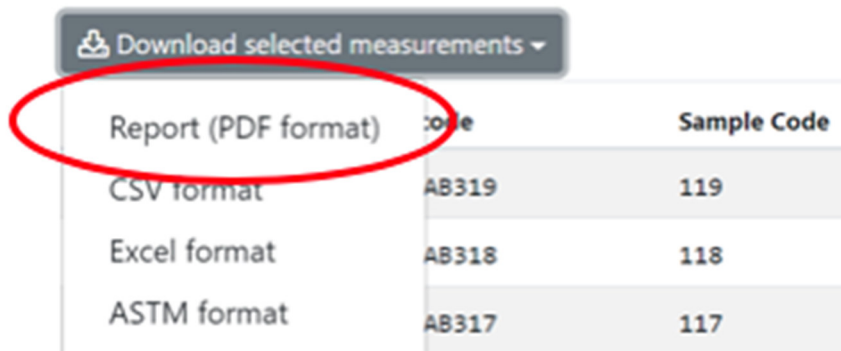 Download selected measurements
Report (PDF format) code Sample Code
CSV format AB319 119
Excel format AB318 118
ASTM format AB317 117